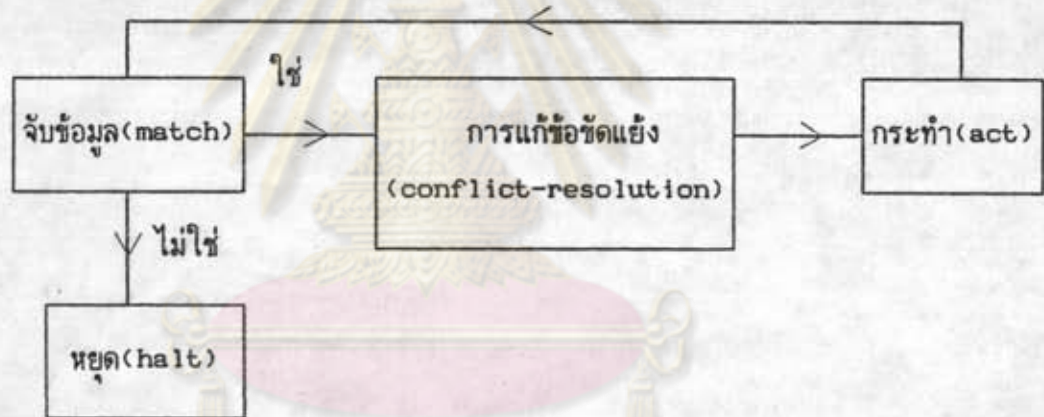 ใช่
จับข้อมูล(match)
การแก้ข้อขัดแย้ง
(conflict-resolution)
กระทำ(act)
ไม่ใช่
หยุด(halt)